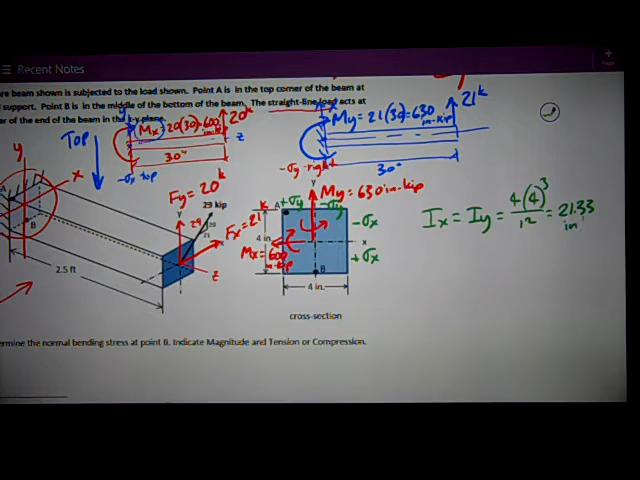 Recent Notes
re beam shown is subjected to the load shown. Point A is in the top corner of the beam at
support. Point B is in the middle of the bottom of the beam. The straight-line load acts at
er of the end of the beam in the x-y plane.
TOP
y
x
A
B
2.5 ft
Mx = 20(30) = 600 in-kip
20k
z
30"
-σx top
My = 21(30) = 630 in-kip
21k
30"
-σy right
Fy = 20k
29 kip
y
29
20
21
Fx = 21k
z
My = 630 in-kip
A
+σy
-σy
-σx
+σx
y
x
4 in.
Mx = 600 in-kip
B
4 in.
cross-section
Ix = Iy = 4(4)³/12 = 21.33 in⁴
ermine the normal bending stress at point B. Indicate Magnitude and Tension or Compression.